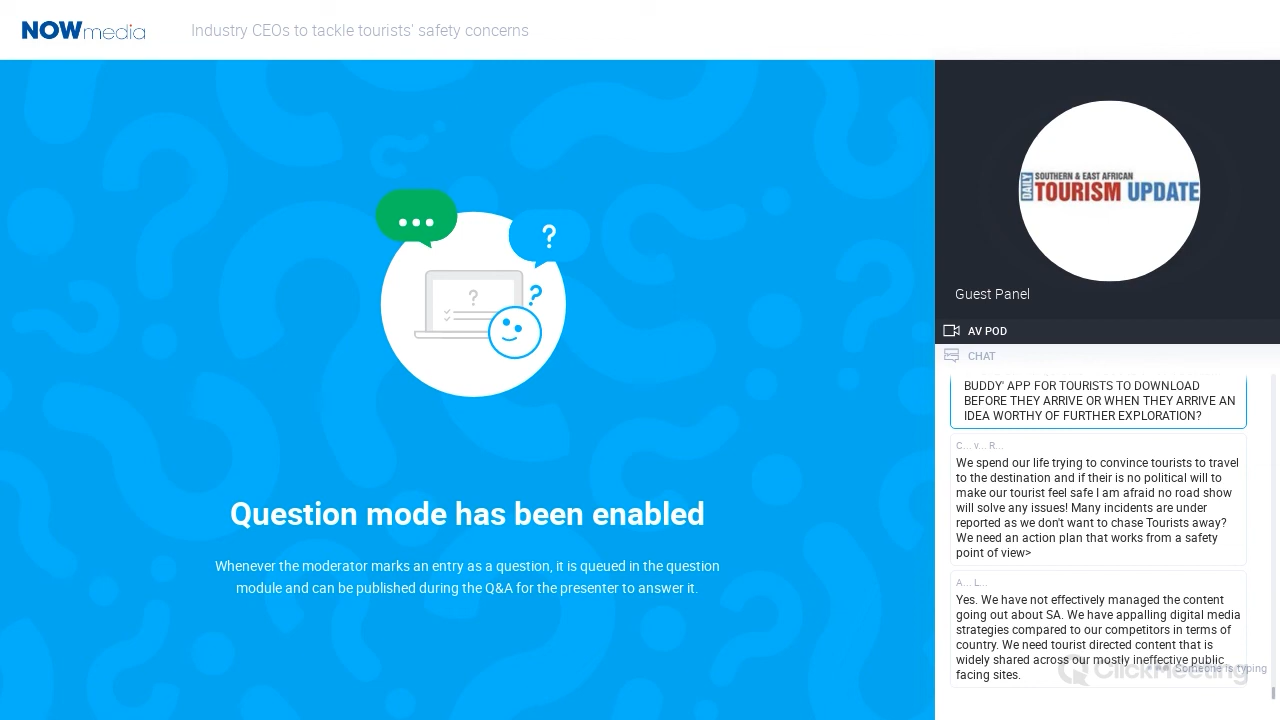 NOWmedia
Industry CEOs to tackle tourists' safety concerns
?
?
?
Question mode has been enabled
Whenever the moderator marks an entry as a question, it is queued in the question
module and can be published during the Q&A for the presenter to answer it.
DAILY
SOUTHERN & EAST AFRICAN
TOURISM UPDATE
Guest Panel
AV POD
CHAT
BUDDY' APP FOR TOURISTS TO DOWNLOAD
BEFORE THEY ARRIVE OR WHEN THEY ARRIVE AN
IDEA WORTHY OF FURTHER EXPLORATION?
C... v... R...
We spend our life trying to convince tourists to travel
to the destination and if their is no political will to
make our tourist feel safe I am afraid no road show
will solve any issues! Many incidents are under
reported as we don't want to chase Tourists away?
We need an action plan that works from a safety
point of view>
A... L...
Yes. We have not effectively managed the content
going out about SA. We have appalling digital media
strategies compared to our competitors in terms of
country. We need tourist directed content that is
widely shared across our mostly ineffective public
facing sites.
Someone is typing
ClickMeeting